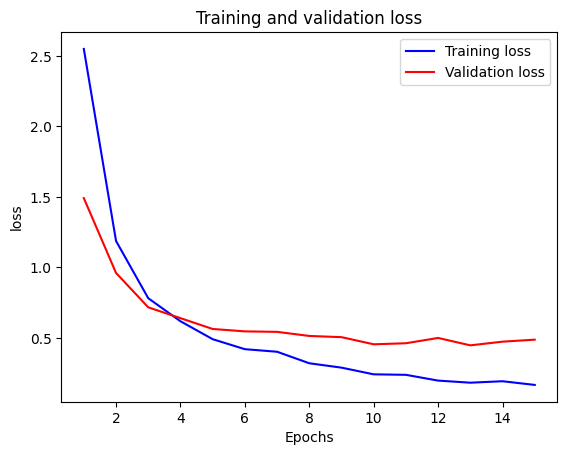 Training and validation loss
Training loss
Validation loss
2.5
2.0
1.5
1.0
0.5
loss
2 4 6 8 10 12 14
Epochs